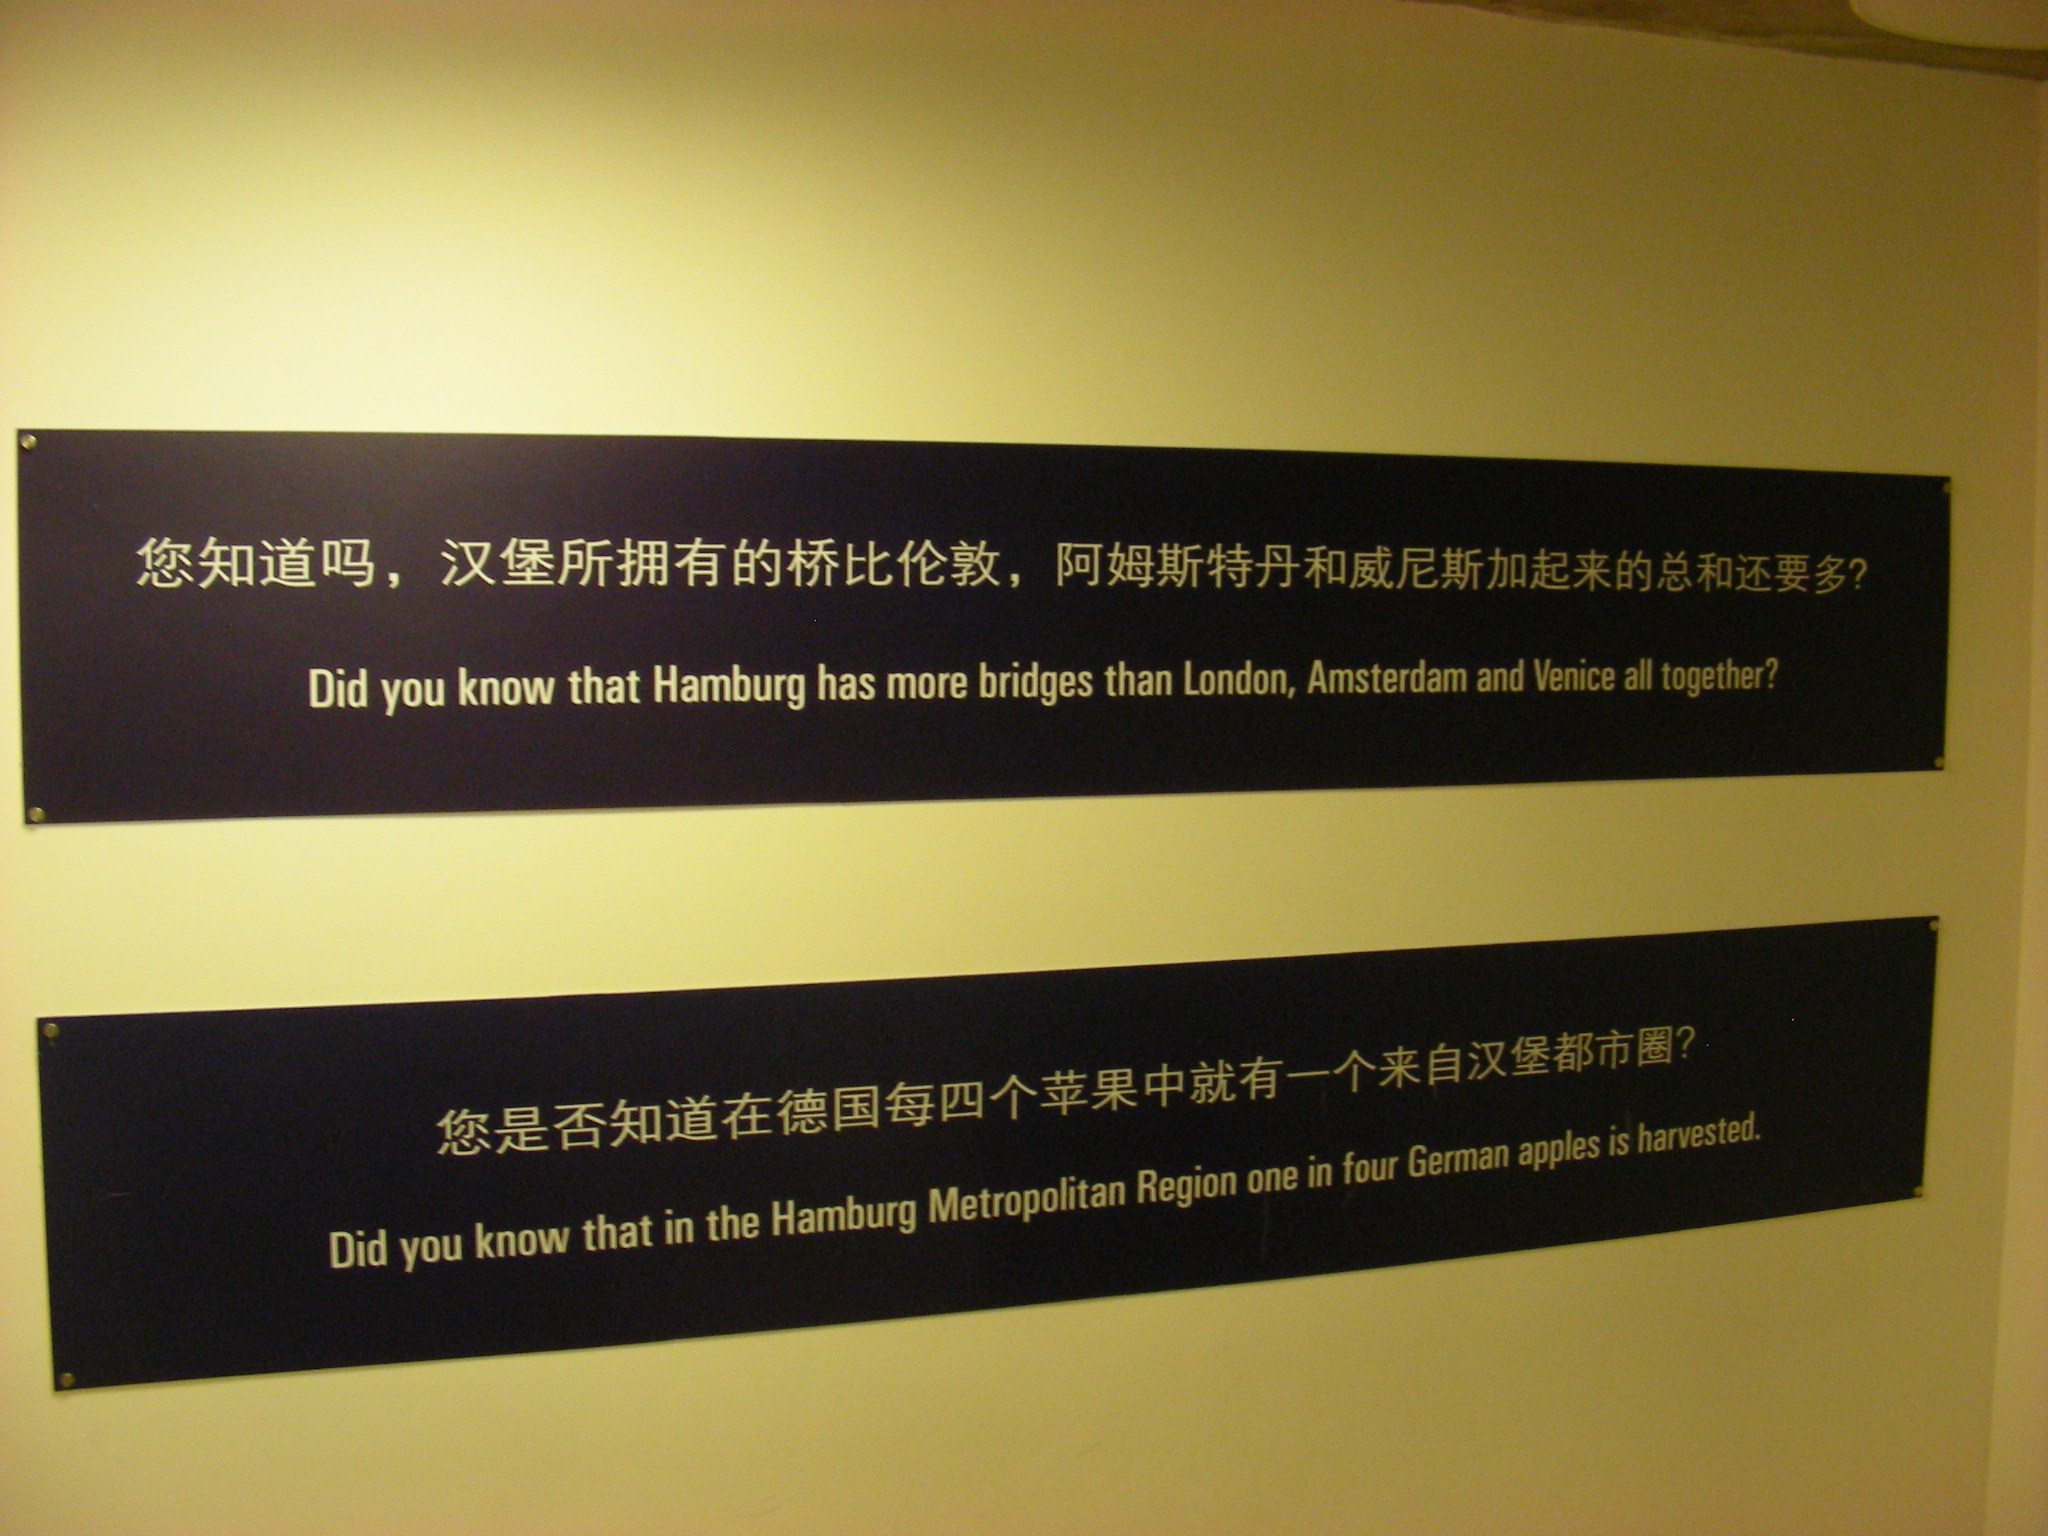 您知道吗，汉堡所拥有的桥比伦敦，阿姆斯特丹和威尼斯加起来的总和还要多?
Did you know that Hamburg has more bridges than London, Amsterdam and Venice all together?
您是否知道在德国每四个苹果中就有一个来自汉堡都市圈?
Did you know that in the Hamburg Metropolitan Region one in four German apples is harvested.